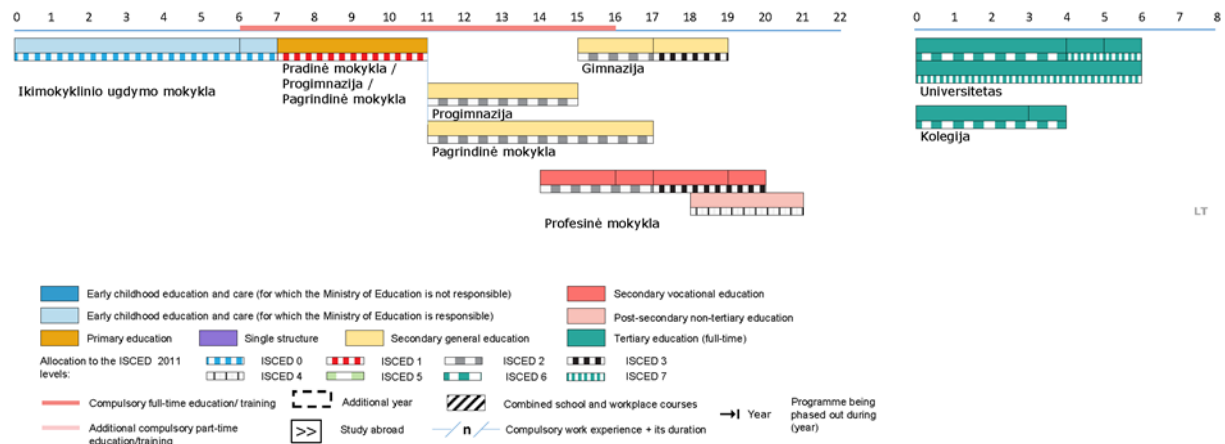 0 1 2 3 4 5 6 7 8 9 10 11 12 13 14 15 16 17 18 19 20 21 22
0 1 2 3 4 5 6 7 8
Ikimokyklinio ugdymo mokykla
Pradinė mokykla /
Progimnazija /
Pagrindinė mokykla
Gimnazija
Progimnazija
Pagrindinė mokykla
Profesinė mokykla
Universitetas
Kolegija
LT
Early childhood education and care (for which the Ministry of Education is not responsible)
Secondary vocational education
Early childhood education and care (for which the Ministry of Education is responsible)
Post-secondary non-tertiary education
Primary education
Single structure
Secondary general education
Tertiary education (full-time)
Allocation to the ISCED 2011
levels:
ISCED 0
ISCED 1
ISCED 2
ISCED 3
ISCED 4
ISCED 5
ISCED 6
ISCED 7
Compulsory full-time education/ training
Additional year
Combined school and workplace courses
Year
Programme being
phased out during
(year)
Additional compulsory part-time
education/training
>>
Study abroad
n
Compulsory work experience + its duration